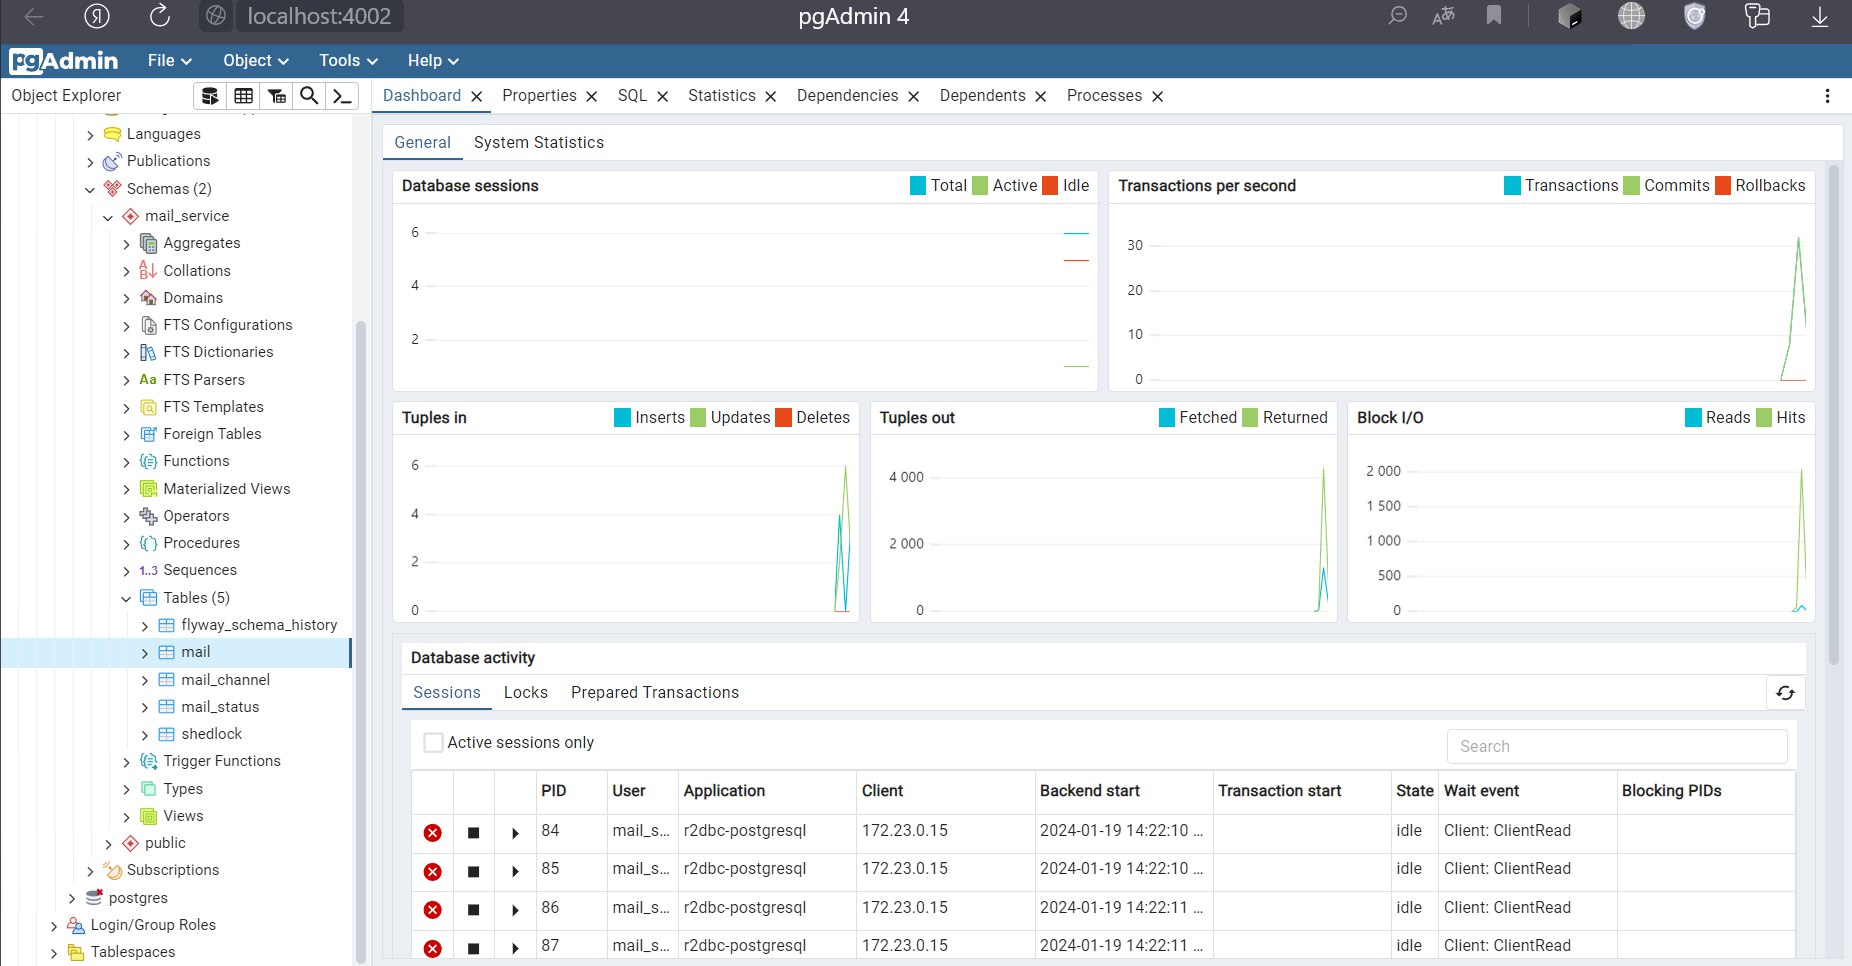 localhost:4002
pgAdmin 4
pgAdmin
File
Object
Tools
Help
Object Explorer
Dashboard
Properties
SQL
Statistics
Dependencies
Dependents
Processes
Languages
Publications
Schemas (2)
mail_service
Aggregates
Collations
Domains
FTS Configurations
FTS Dictionaries
Aa FTS Parsers
FTS Templates
Foreign Tables
Functions
Materialized Views
Operators
Procedures
1..3 Sequences
Tables (5)
flyway_schema_history
mail
mail_channel
mail_status
shedlock
Trigger Functions
Types
Views
public
Subscriptions
postgres
Login/Group Roles
Tablespaces
General
System Statistics
Database sessions
Total Active Idle
6
4
2
Transactions per second
Transactions Commits Rollbacks
30
20
10
0
Tuples in
Inserts Updates Deletes
6
4
2
0
Tuples out
Fetched Returned
4 000
2 000
0
Block I/O
Reads Hits
2 000
1 500
1 000
500
0
Database activity
Sessions Locks Prepared Transactions
Active sessions only
Search
PID User Application Client Backend start Transaction start State Wait event Blocking PIDs
84 mail_s... r2dbc-postgresql 172.23.0.15 2024-01-19 14:22:10 ... idle Client: ClientRead
85 mail_s... r2dbc-postgresql 172.23.0.15 2024-01-19 14:22:10 ... idle Client: ClientRead
86 mail_s... r2dbc-postgresql 172.23.0.15 2024-01-19 14:22:11 ... idle Client: ClientRead
87 mail_s... r2dbc-postgresql 172.23.0.15 2024-01-19 14:22:11 ... idle Client: ClientRead